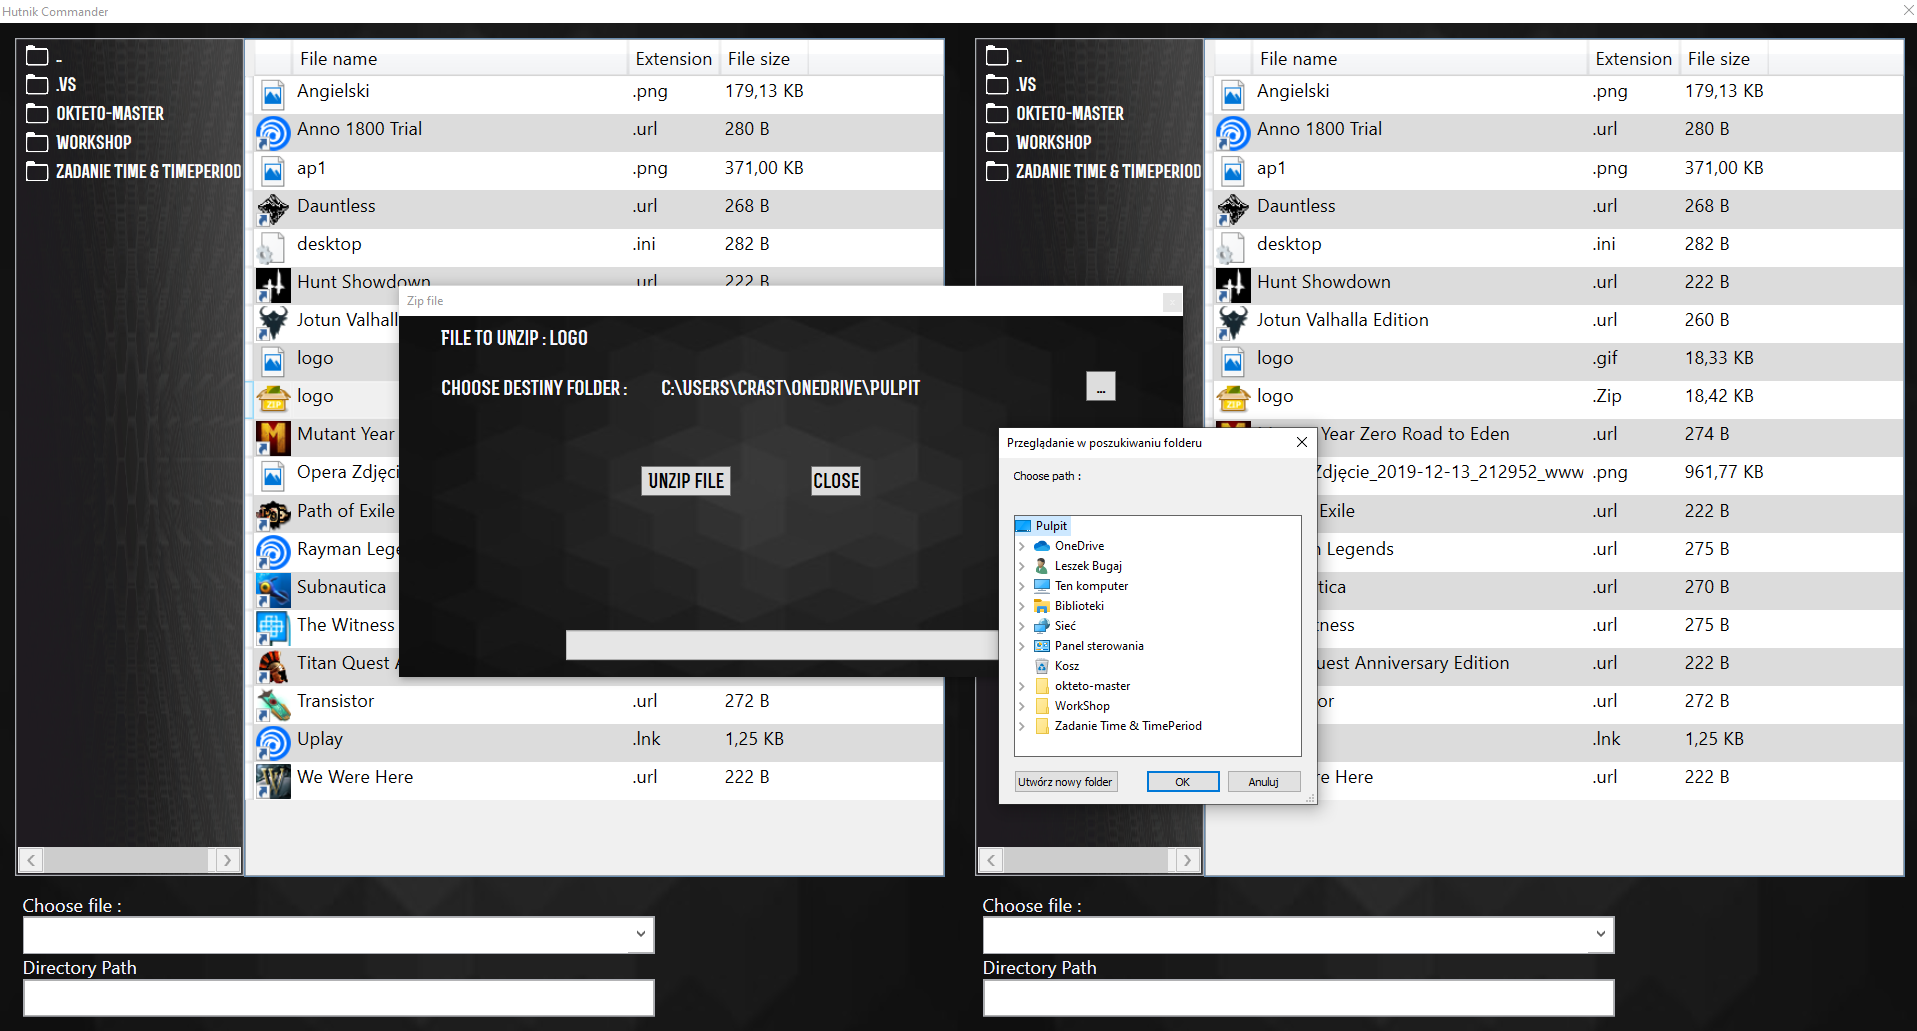 Hutnik Commander
..
.VS
OKTETO-MASTER
WORKSHOP
ZADANIE TIME & TIMEPERIOD
File name Extension File size
Angielski .png 179,13 KB
Anno 1800 Trial .url 280 B
ap1 .png 371,00 KB
Dauntless .url 268 B
desktop .ini 282 B
Hunt Showdown .url 222 B
Jotun Valhall
logo
logo
Mutant Year
Opera Zdjęci
Path of Exile
Rayman Lege
Subnautica
The Witness
Titan Quest A
Transistor .url 272 B
Uplay .lnk 1,25 KB
We Were Here .url 222 B
Choose file :
Directory Path
Zip file
FILE TO UNZIP : LOGO
CHOOSE DESTINY FOLDER : C:\USERS\CRAST\ONEDRIVE\PULPIT ...
UNZIP FILE CLOSE
Przeglądanie w poszukiwaniu folderu
Choose path :
Pulpit
OneDrive
Leszek Bugaj
Ten komputer
Biblioteki
Sieć
Panel sterowania
Kosz
okteto-master
WorkShop
Zadanie Time & TimePeriod
Utwórz nowy folder OK Anuluj
..
.VS
OKTETO-MASTER
WORKSHOP
ZADANIE TIME & TIMEPERIOD
File name Extension File size
Angielski .png 179,13 KB
Anno 1800 Trial .url 280 B
ap1 .png 371,00 KB
Dauntless .url 268 B
desktop .ini 282 B
Hunt Showdown .url 222 B
Jotun Valhalla Edition .url 260 B
logo .gif 18,33 KB
logo .Zip 18,42 KB
Year Zero Road to Eden .url 274 B
Zdjęcie_2019-12-13_212952_www .png 961,77 KB
Exile .url 222 B
n Legends .url 275 B
tica .url 270 B
tness .url 275 B
uest Anniversary Edition .url 222 B
or .url 272 B
.lnk 1,25 KB
re Here .url 222 B
Choose file :
Directory Path